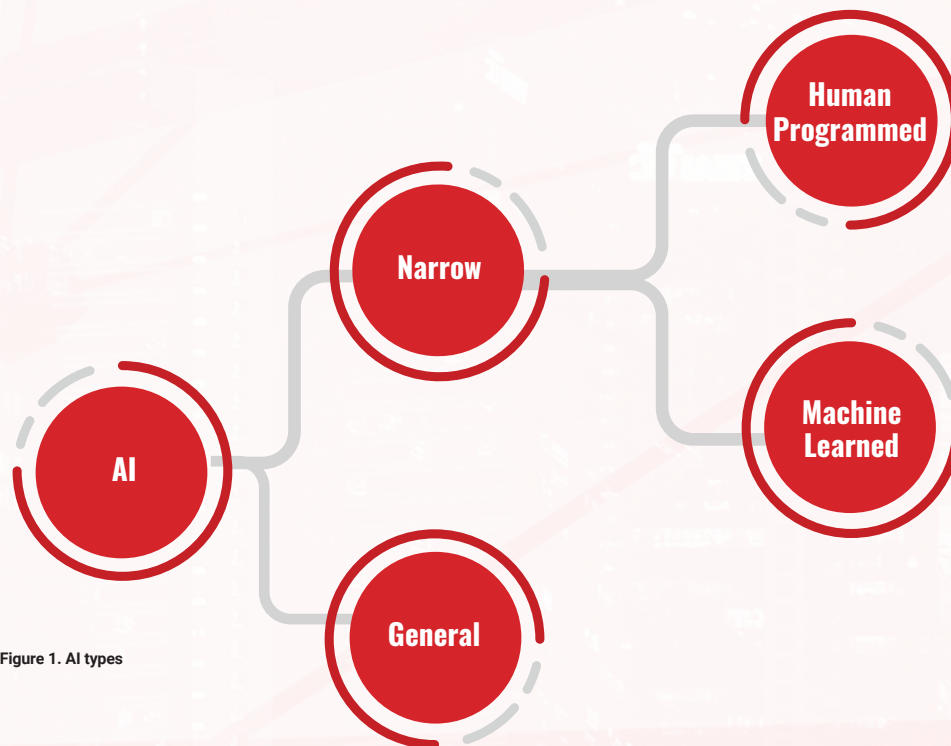 Human
Programmed
Narrow
Machine
Learned
AI
General
Figure 1. AI types